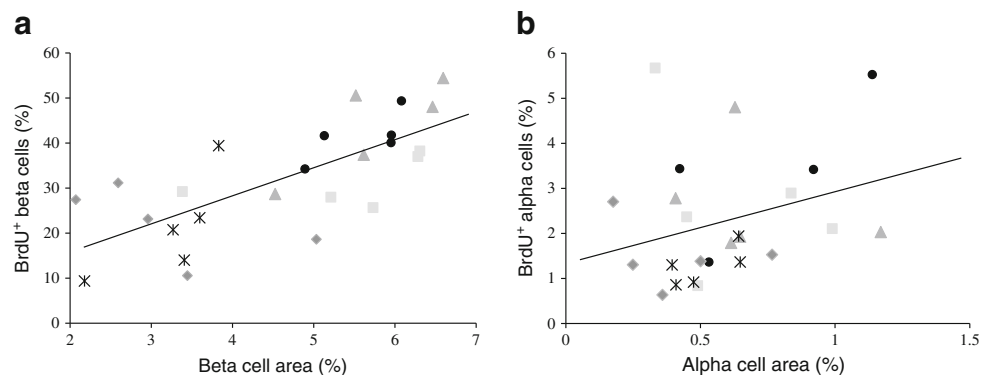 a
60
50
40
30
20
10
0
2 3 4 5 6 7
BrdU⁺ beta cells (%)
Beta cell area (%)
b
6
5
4
3
2
1
0
0 0.5 1 1.5
BrdU⁺ alpha cells (%)
Alpha cell area (%)